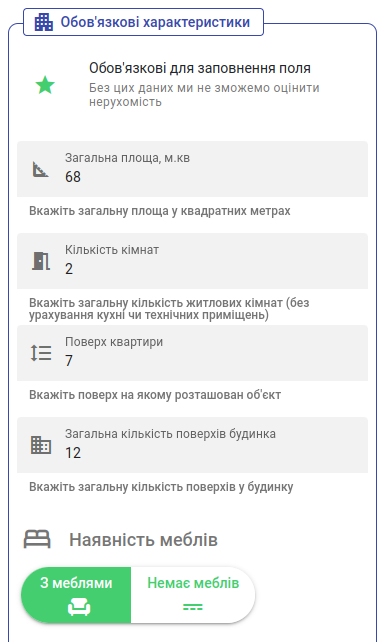 Обов'язкові характеристики
Обов'язкові для заповнення поля
Без цих даних ми не зможемо оцінити
нерухомість
Загальна площа, м.кв
68
Вкажіть загальну площа у квадратних метрах
Кількість кімнат
2
Вкажіть загальну кількість житлових кімнат (без
урахування кухні чи технічних приміщень)
Поверх квартири
7
Вкажіть поверх на якому розташован об'єкт
Загальна кількість поверхів будинка
12
Вкажіть загальну кількість поверхів у будинку
Наявність меблів
З меблями
Немає меблів